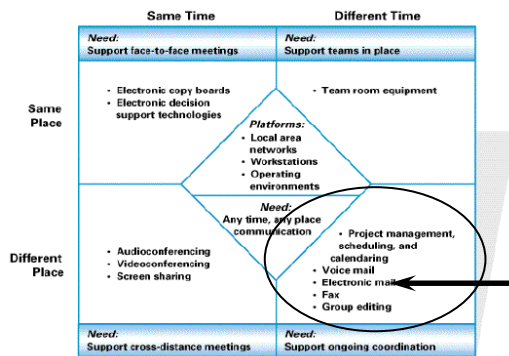 Same Time
Different Time
Need:
Support face-to-face meetings
Need:
Support teams in place
Same
Place
• Electronic copy boards
• Electronic decision
support technologies
• Team room equipment
Platforms:
• Local area
networks
• Workstations
• Operating
environments
Need:
Any time, any place
communication
Different
Place
• Audioconferencing
• Videoconferencing
• Screen sharing
• Project management,
scheduling, and
calendaring
• Voice mail
• Electronic mail
• Fax
• Group editing
Need:
Support cross-distance meetings
Need:
Support ongoing coordination